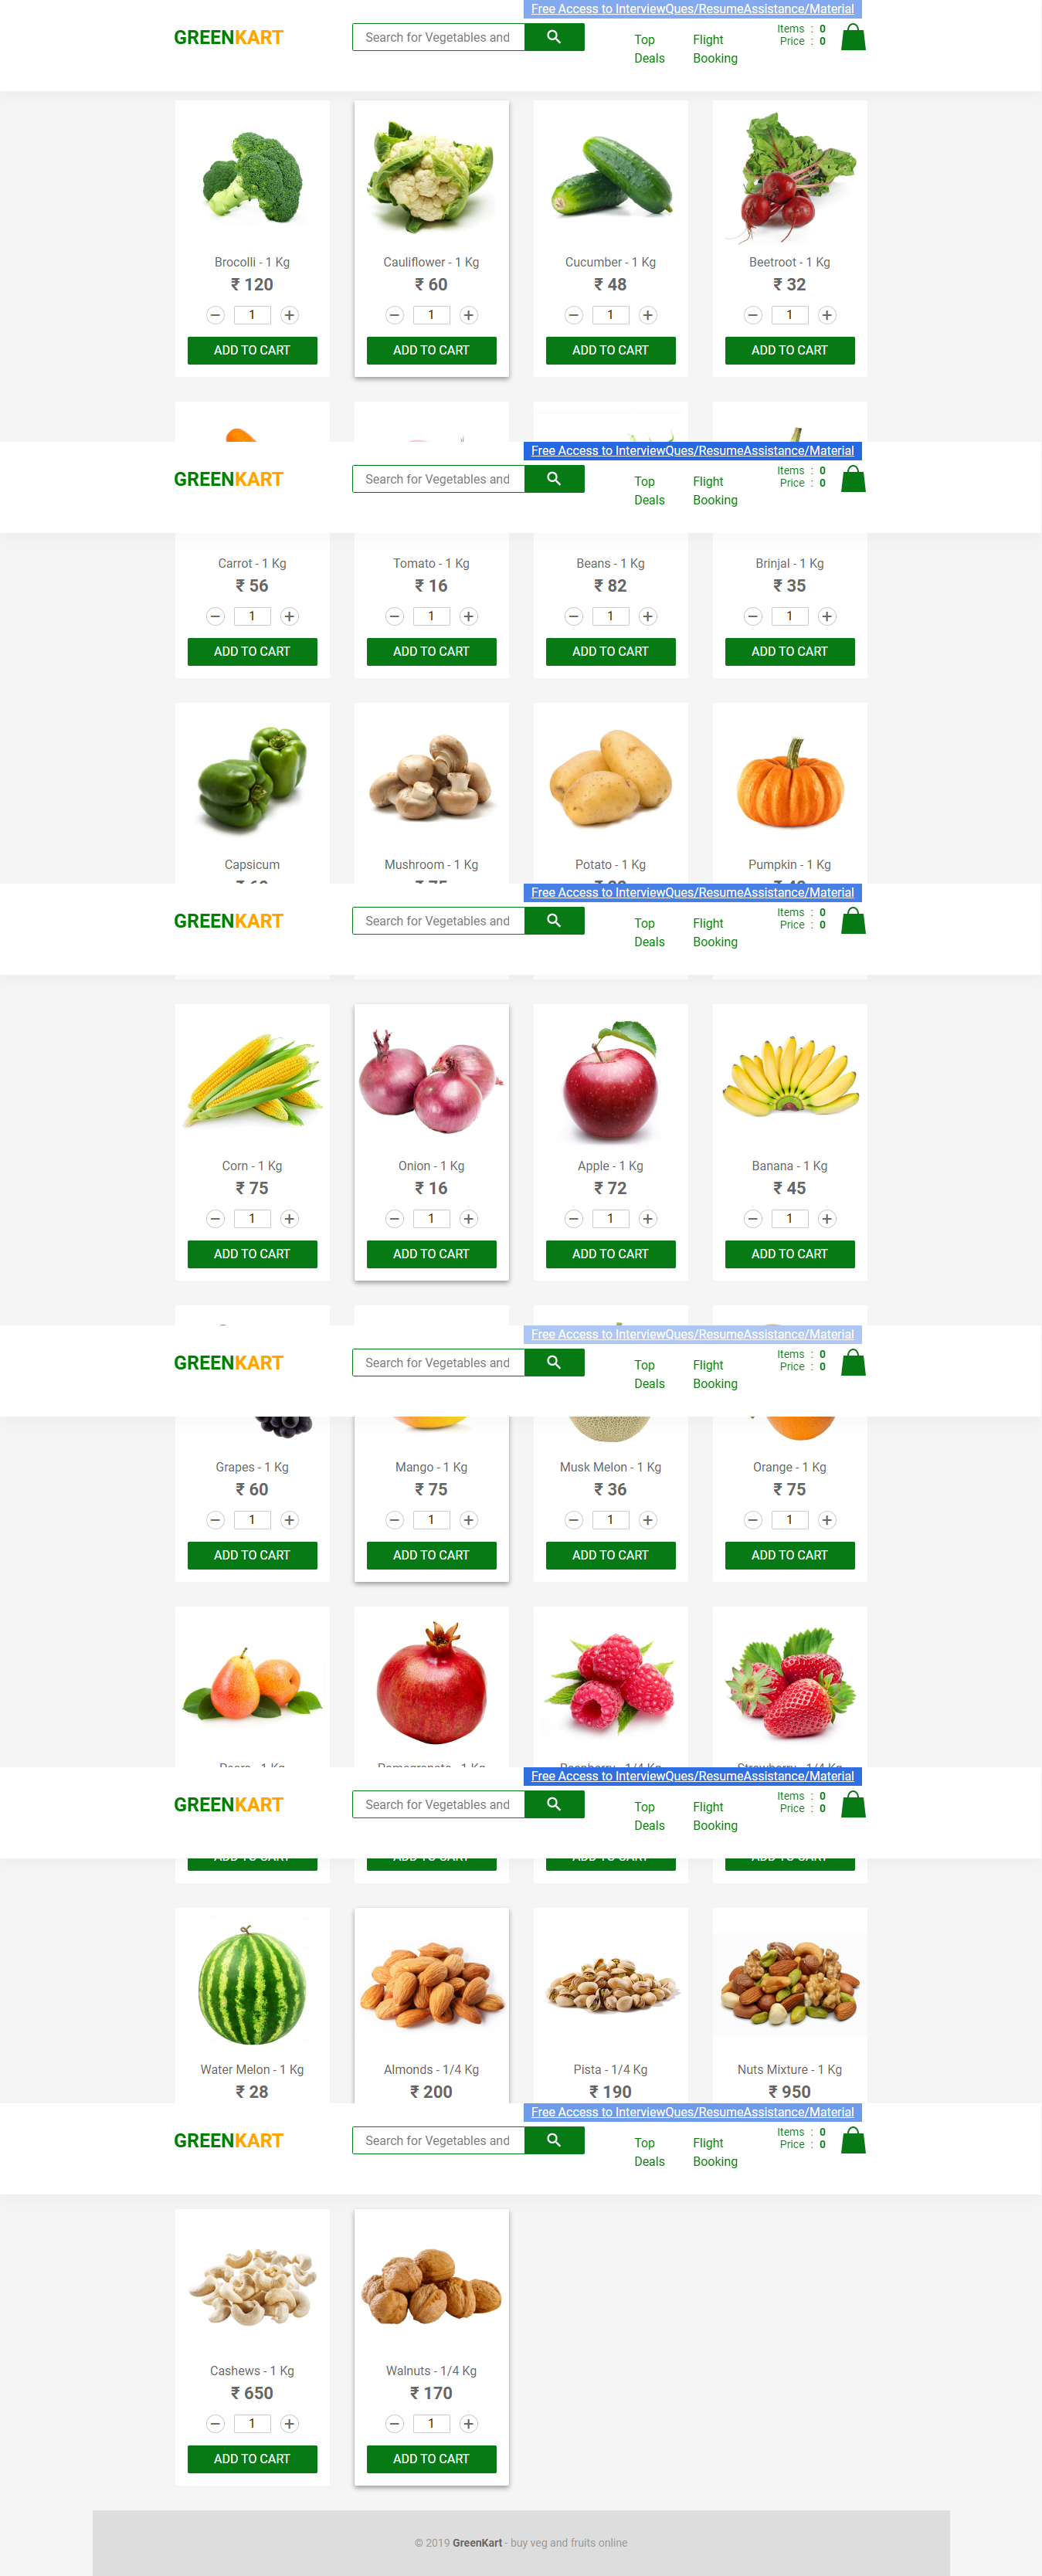 Free Access to InterviewQues/ResumeAssistance/Material
GREENKART
Search for Vegetables and
Top Deals
Flight Booking
Items : 0
Price : 0
Brocolli - 1 Kg
₹ 120
− 1 +
ADD TO CART
Cauliflower - 1 Kg
₹ 60
− 1 +
ADD TO CART
Cucumber - 1 Kg
₹ 48
− 1 +
ADD TO CART
Beetroot - 1 Kg
₹ 32
− 1 +
ADD TO CART
Free Access to InterviewQues/ResumeAssistance/Material
GREENKART
Search for Vegetables and
Top Deals
Flight Booking
Items : 0
Price : 0
Carrot - 1 Kg
₹ 56
− 1 +
ADD TO CART
Tomato - 1 Kg
₹ 16
− 1 +
ADD TO CART
Beans - 1 Kg
₹ 82
− 1 +
ADD TO CART
Brinjal - 1 Kg
₹ 35
− 1 +
ADD TO CART
Capsicum
Mushroom - 1 Kg
Potato - 1 Kg
Pumpkin - 1 Kg
Free Access to InterviewQues/ResumeAssistance/Material
GREENKART
Search for Vegetables and
Top Deals
Flight Booking
Items : 0
Price : 0
Corn - 1 Kg
₹ 75
− 1 +
ADD TO CART
Onion - 1 Kg
₹ 16
− 1 +
ADD TO CART
Apple - 1 Kg
₹ 72
− 1 +
ADD TO CART
Banana - 1 Kg
₹ 45
− 1 +
ADD TO CART
Free Access to InterviewQues/ResumeAssistance/Material
GREENKART
Search for Vegetables and
Top Deals
Flight Booking
Items : 0
Price : 0
Grapes - 1 Kg
₹ 60
− 1 +
ADD TO CART
Mango - 1 Kg
₹ 75
− 1 +
ADD TO CART
Musk Melon - 1 Kg
₹ 36
− 1 +
ADD TO CART
Orange - 1 Kg
₹ 75
− 1 +
ADD TO CART
Free Access to InterviewQues/ResumeAssistance/Material
GREENKART
Search for Vegetables and
Top Deals
Flight Booking
Items : 0
Price : 0
Water Melon - 1 Kg
₹ 28
Almonds - 1/4 Kg
₹ 200
Pista - 1/4 Kg
₹ 190
Nuts Mixture - 1 Kg
₹ 950
Free Access to InterviewQues/ResumeAssistance/Material
GREENKART
Search for Vegetables and
Top Deals
Flight Booking
Items : 0
Price : 0
Cashews - 1 Kg
₹ 650
− 1 +
ADD TO CART
Walnuts - 1/4 Kg
₹ 170
− 1 +
ADD TO CART
© 2019 GreenKart - buy veg and fruits online